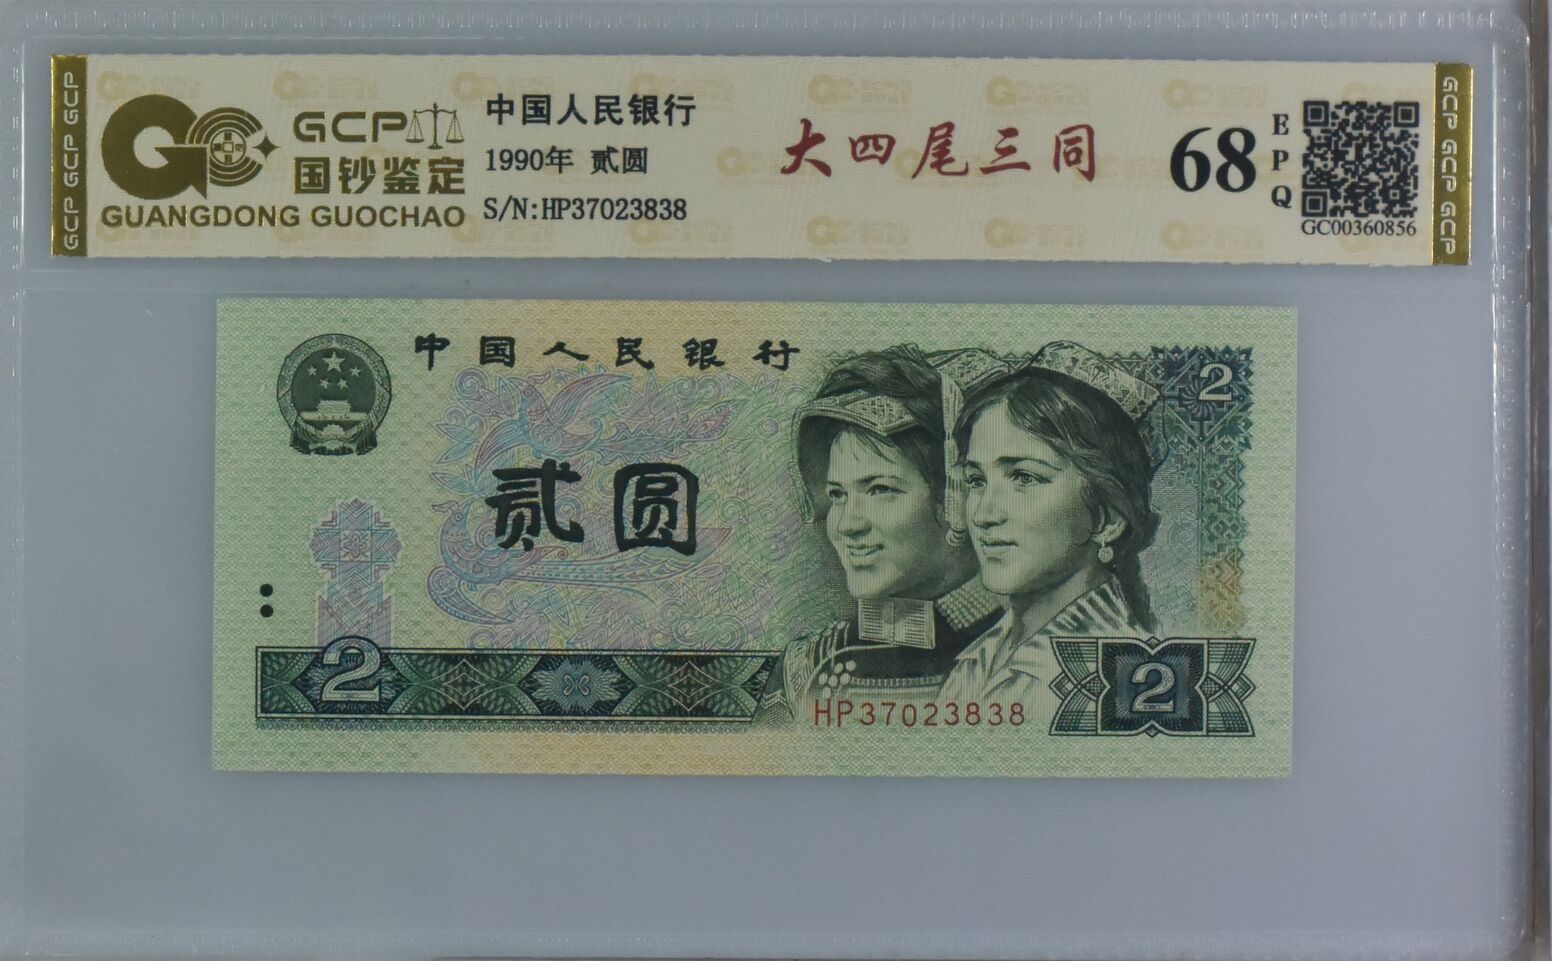 GCP GCP GCP
GCP
国钞鉴定
GUANGDONG GUOCHAO
中国人民银行
1990年 贰圆
S/N:HP37023838
大四尾三同
68
EPQ
GC00360856
GCP GCP GCP
中国人民银行
2
贰圆
2
HP37023838
2